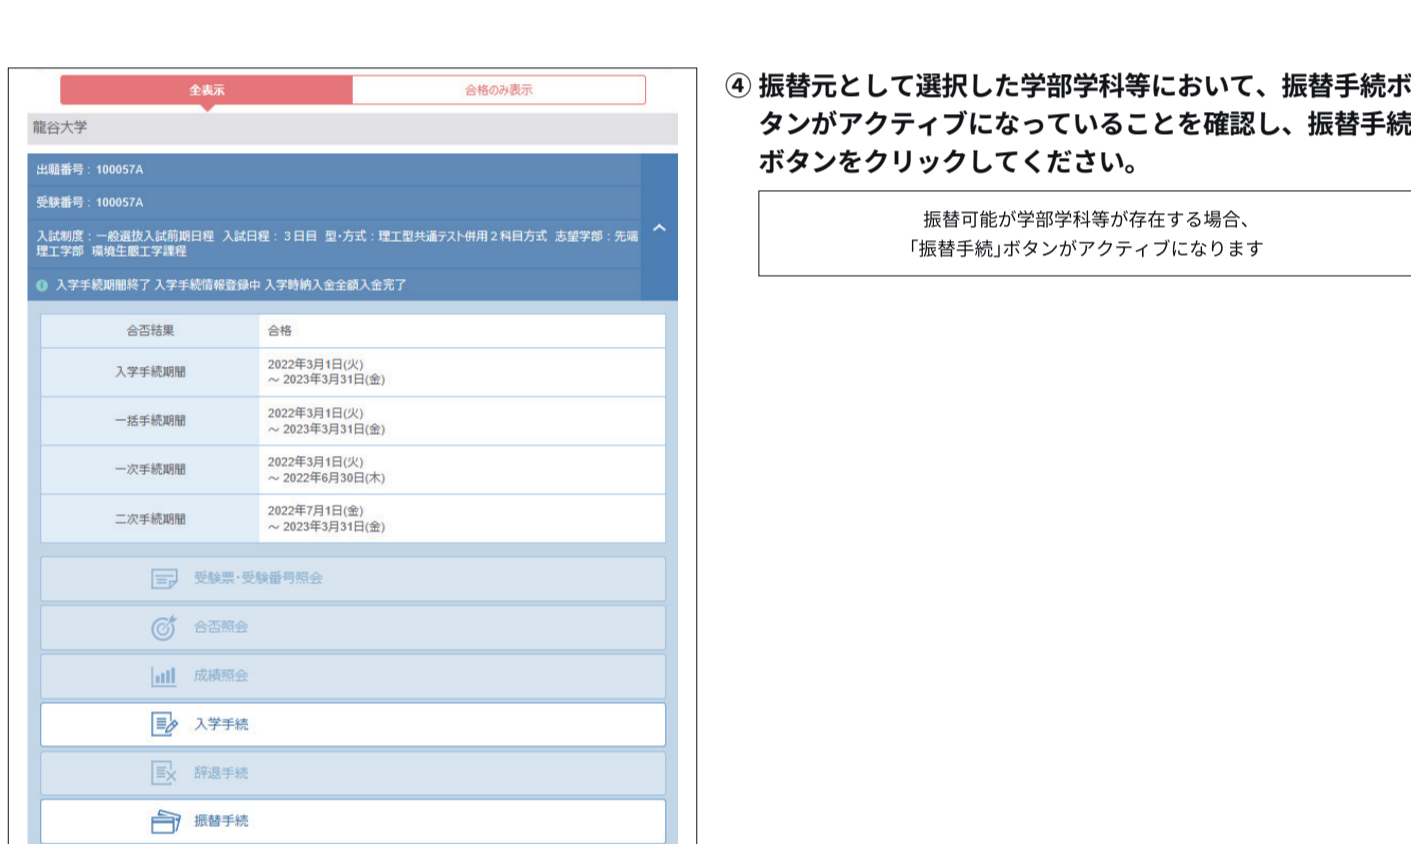 全表示
合格のみ表示
龍谷大学
出願番号：100057A
受験番号：100057A
入試制度：一般選抜入試前期日程 入試日程：３日目 型・方式：理工型共通テスト併用２科目方式 志望学部：先端
理工学部 環境生態工学課程
入学手続期間終了 入学手続情報登録中 入学時納入金全額入金完了
合否結果 合格
入学手続期間 2022年3月1日(火)
～ 2023年3月31日(金)
一括手続期間 2022年3月1日(火)
～ 2023年3月31日(金)
一次手続期間 2022年3月1日(火)
～ 2022年6月30日(木)
二次手続期間 2022年7月1日(金)
～ 2023年3月31日(金)
受験票・受験番号照会
合否照会
成績照会
入学手続
辞退手続
振替手続
④ 振替元として選択した学部学科等において、振替手続ボ
タンがアクティブになっていることを確認し、振替手続
ボタンをクリックしてください。
振替可能が学部学科等が存在する場合、
「振替手続」ボタンがアクティブになります